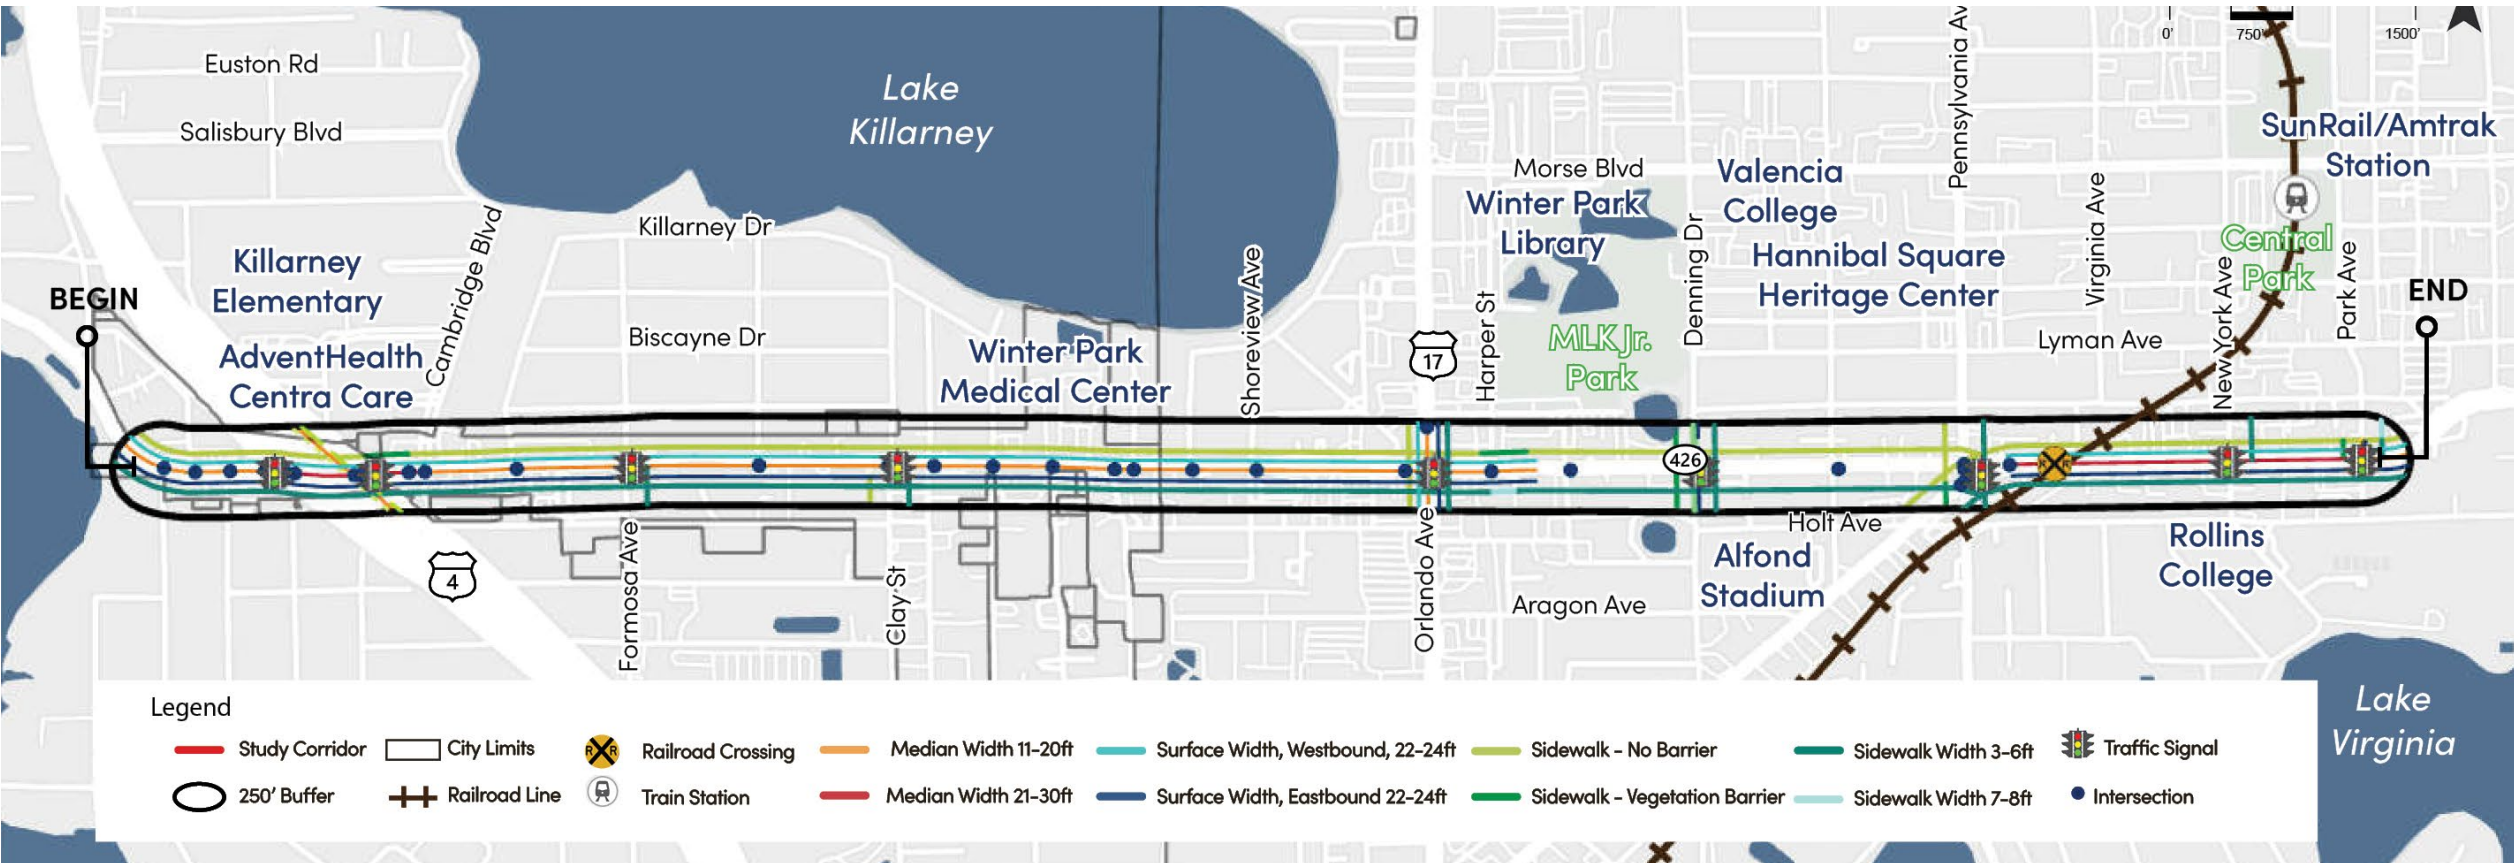 0'
750'
1500'
Euston Rd
Salisbury Blvd
Lake
Killarney
Pennsylvania Av
SunRail/Amtrak
Station
Morse Blvd
Valencia
College
Winter Park
Library
Virginia Ave
Killarney Dr
Cambridge Blvd
Killarney
Elementary
Shoreview Ave
Denning Dr
Hannibal Square
Heritage Center
Central
Park
New York Ave
Park Ave
BEGIN
END
AdventHealth
Centra Care
Biscayne Dr
Winter Park
Medical Center
17
Harper St
MLK Jr.
Park
Lyman Ave
426
R R
4
Formosa Ave
Clay St
Orlando Ave
Holt Ave
Alfond
Stadium
Aragon Ave
Rollins
College
Lake
Virginia
Legend
Study Corridor
City Limits
R R
Railroad Crossing
Median Width 11-20ft
Surface Width, Westbound, 22-24ft
Sidewalk - No Barrier
Sidewalk Width 3-6ft
Traffic Signal
250' Buffer
Railroad Line
Train Station
Median Width 21-30ft
Surface Width, Eastbound 22-24ft
Sidewalk - Vegetation Barrier
Sidewalk Width 7-8ft
Intersection